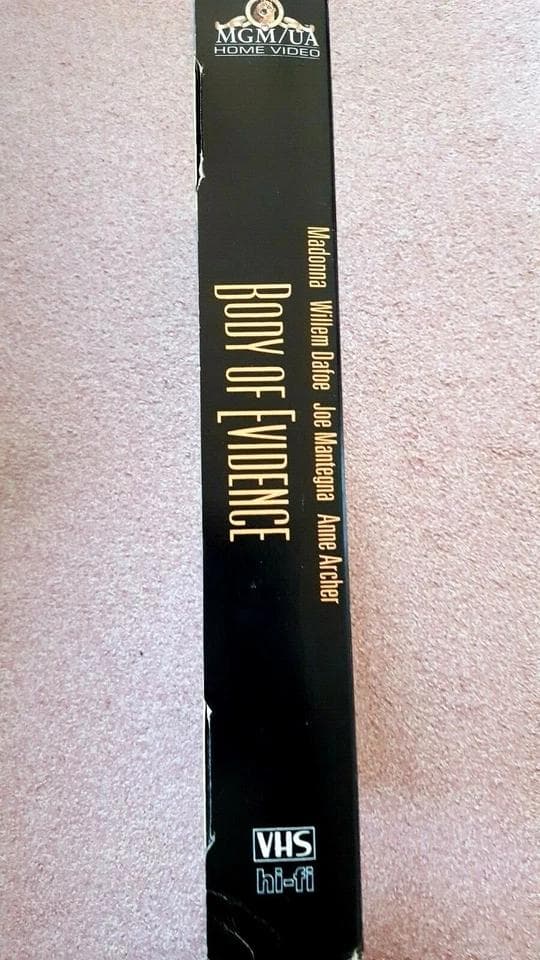 MGM/UA
HOME VIDEO
Madonna Willem Dafoe Joe Mantegna Anne Archer
BODY OF EVIDENCE
VHS
hi-fi